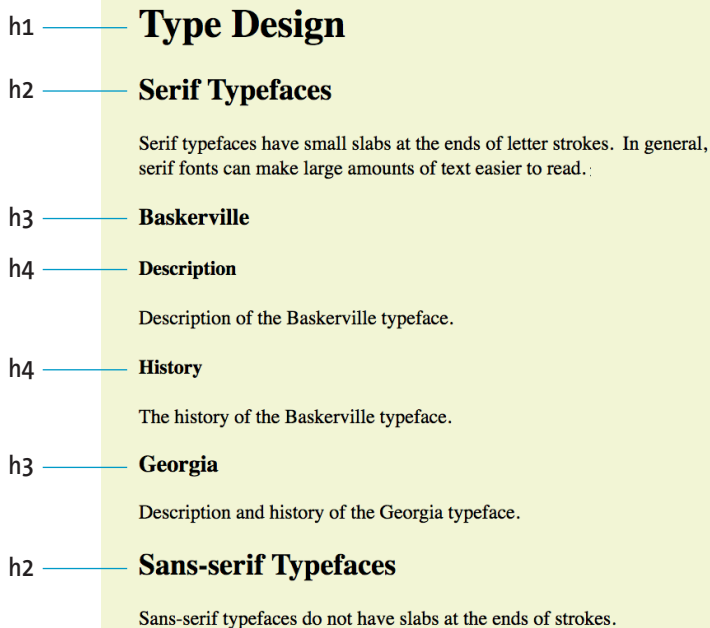 h1 Type Design
h2 Serif Typefaces
Serif typefaces have small slabs at the ends of letter strokes. In general,
serif fonts can make large amounts of text easier to read.
h3 Baskerville
h4 Description
Description of the Baskerville typeface.
h4 History
The history of the Baskerville typeface.
h3 Georgia
Description and history of the Georgia typeface.
h2 Sans-serif Typefaces
Sans-serif typefaces do not have slabs at the ends of strokes.